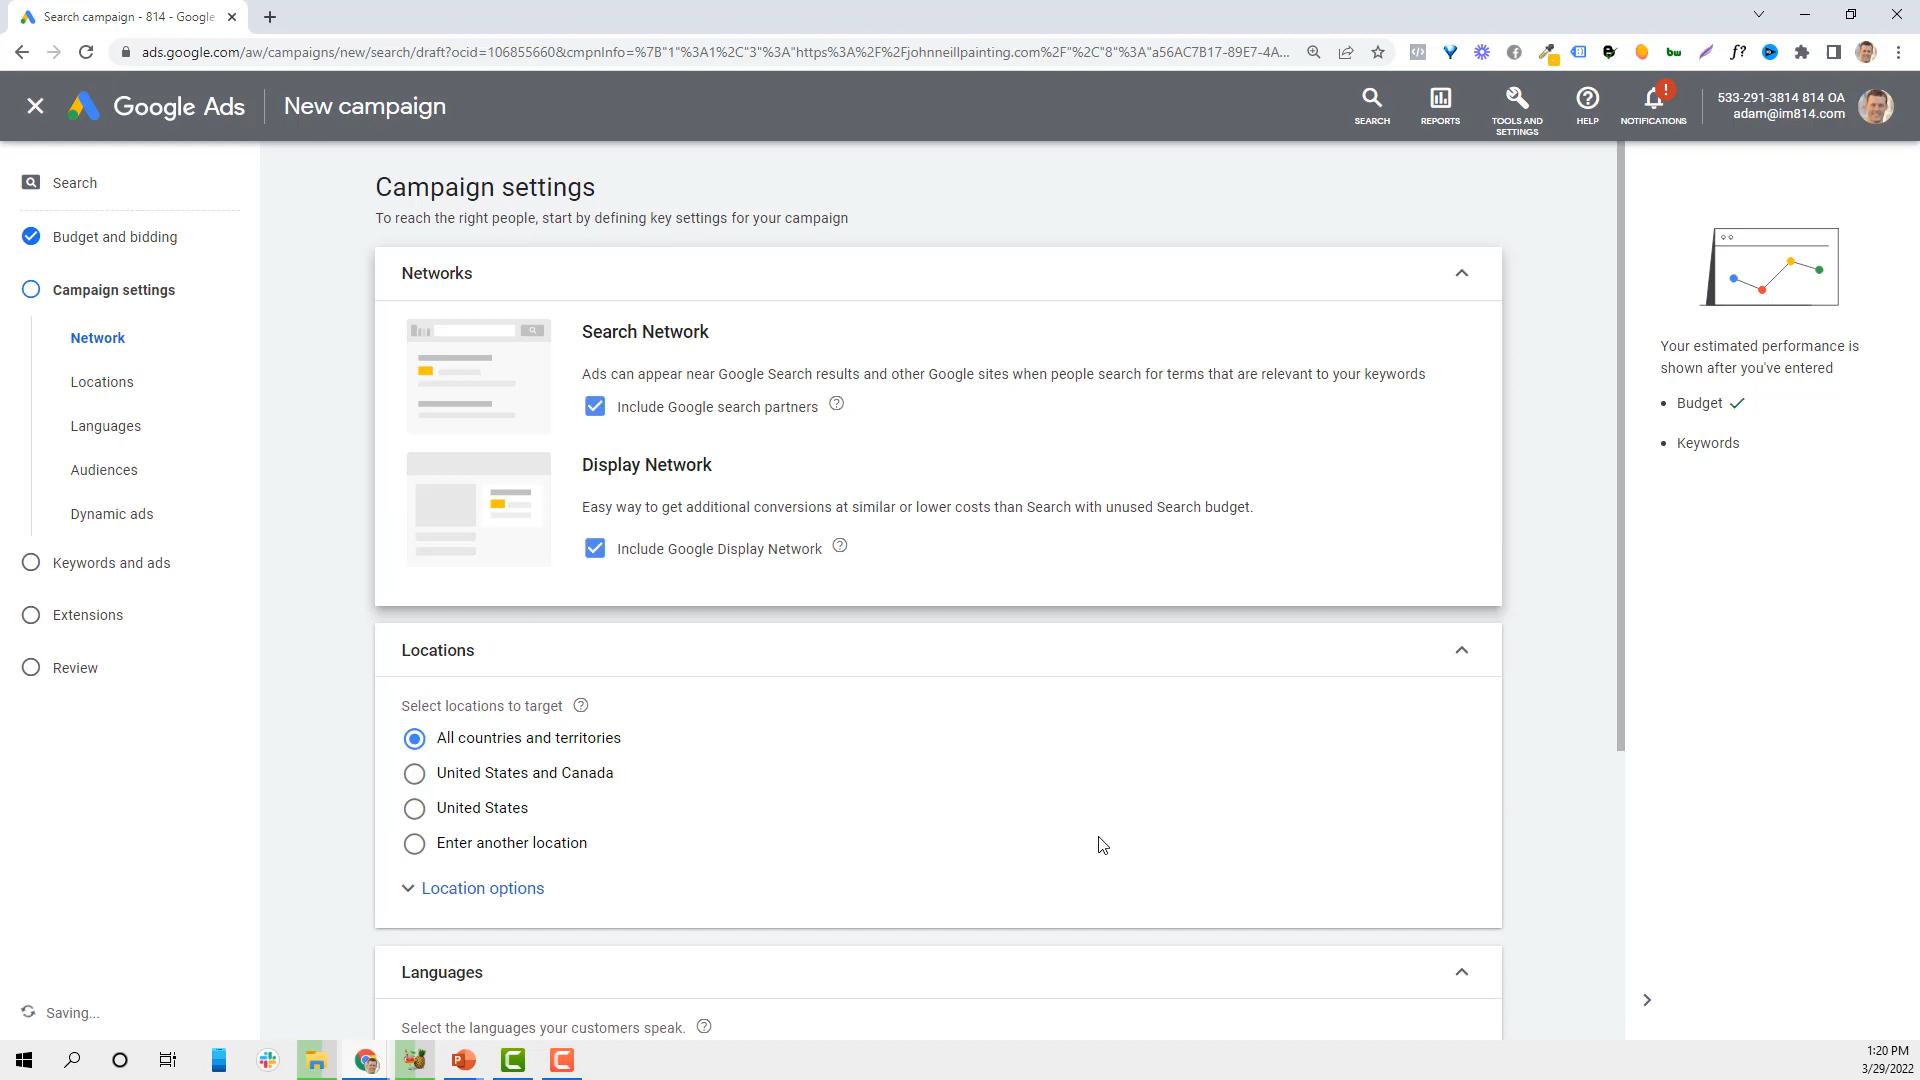 Search campaign - 814 - Google
ads.google.com/aw/campaigns/new/search/draft?ocid=106855660&cmpnInfo=%7B"1"%3A1%2C"3"%3A"https%3A%2F%2Fjohnneillpainting.com%2F"%2C"8"%3A"a56AC7B17-89E7-4A...
bw
f?
Google Ads
New campaign
SEARCH
REPORTS
TOOLS AND
SETTINGS
HELP
!
NOTIFICATIONS
533-291-3814 814 OA
adam@im814.com
Search
Budget and bidding
Campaign settings
Network
Locations
Languages
Audiences
Dynamic ads
Keywords and ads
Extensions
Review
Saving...
Campaign settings
To reach the right people, start by defining key settings for your campaign
Networks
Search Network
Ads can appear near Google Search results and other Google sites when people search for terms that are relevant to your keywords
Include Google search partners
Display Network
Easy way to get additional conversions at similar or lower costs than Search with unused Search budget.
Include Google Display Network
Locations
Select locations to target
All countries and territories
United States and Canada
United States
Enter another location
Location options
Languages
Select the languages your customers speak.
Your estimated performance is
shown after you've entered
Budget
Keywords
1:20 PM
3/29/2022